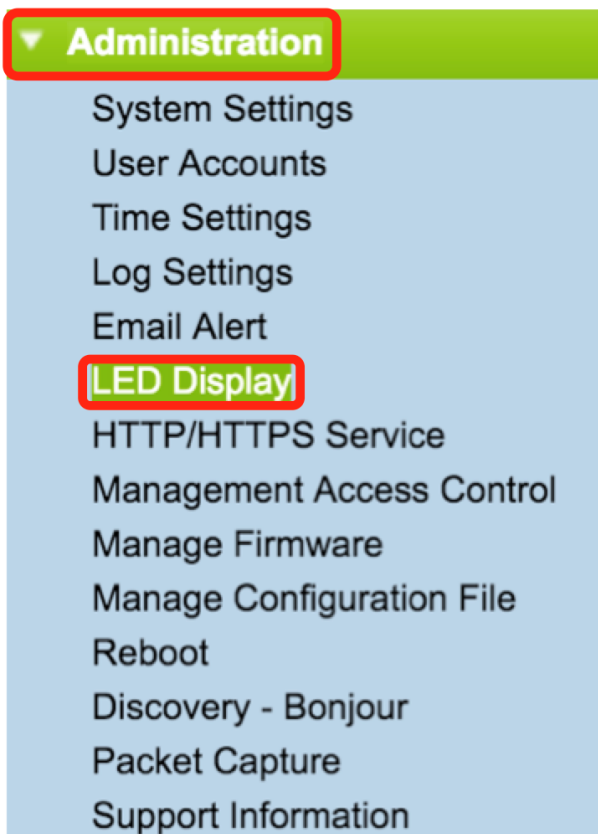 Administration
System Settings
User Accounts
Time Settings
Log Settings
Email Alert
LED Display
HTTP/HTTPS Service
Management Access Control
Manage Firmware
Manage Configuration File
Reboot
Discovery - Bonjour
Packet Capture
Support Information